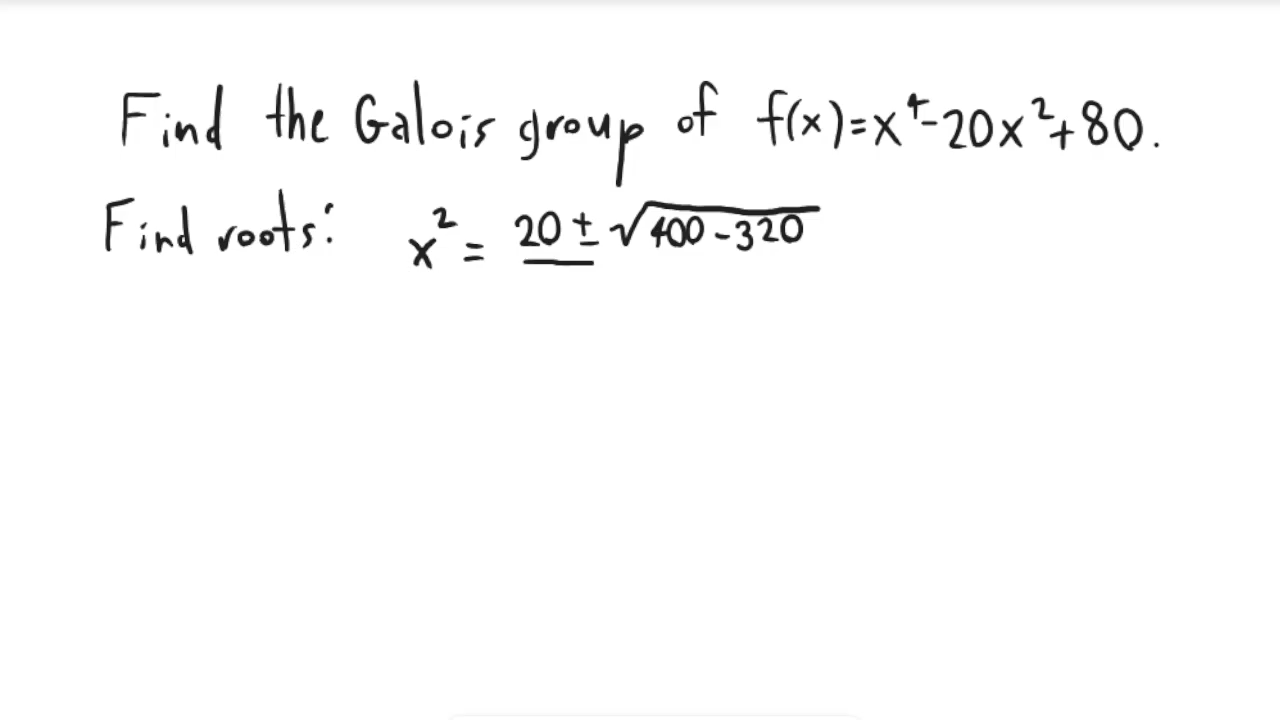 Find the Galois group of f(x)=x⁴-20x²+80.
Find roots: x² = 20 ± √400-320